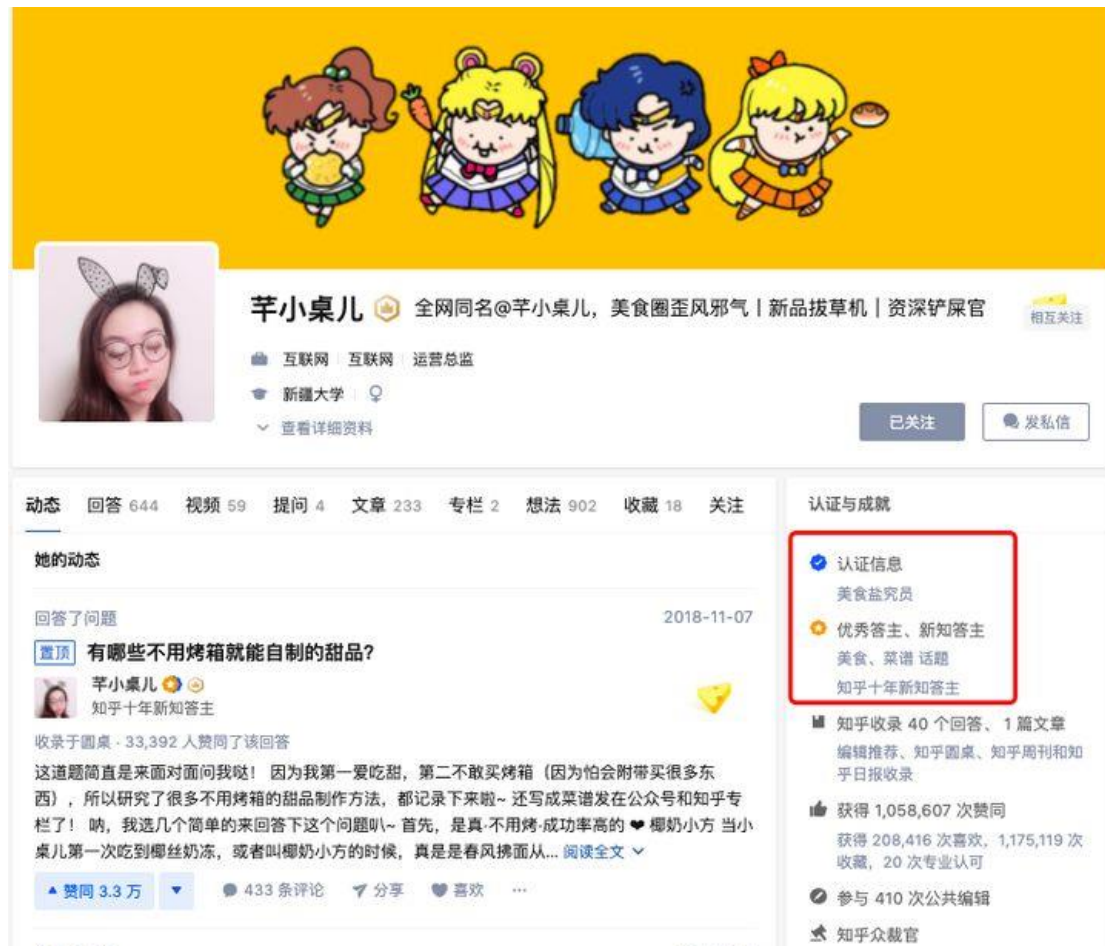 芊小桌儿 全网同名@芊小桌儿，美食圈歪风邪气丨新品拔草机丨资深铲屎官
相互关注
互联网 互联网 运营总监
新疆大学
查看详细资料
已关注
发私信
动态 回答 644 视频 59 提问 4 文章 233 专栏 2 想法 902 收藏 18 关注
她的动态
回答了问题 2018-11-07
置顶 有哪些不用烤箱就能自制的甜品?
芊小桌儿
知乎十年新知答主
收录于圆桌 · 33,392 人赞同了该回答
这道题简直是来面对面问我哒！ 因为我第一爱吃甜，第二不敢买烤箱（因为怕会附带买很多东
西），所以研究了很多不用烤箱的甜品制作方法，都记录下来啦~ 还写成菜谱发在公众号和知乎专
栏了！ 呐，我选几个简单的来回答下这个问题叭~ 首先，是真·不用烤·成功率高的 ❤ 椰奶小方 当小
桌儿第一次吃到椰丝奶冻，或者叫椰奶小方的时候，真是是春风拂面从... 阅读全文
赞同 3.3 万 433 条评论 分享 喜欢 ···
认证与成就
认证信息
美食盐究员
优秀答主、新知答主
美食、菜谱 话题
知乎十年新知答主
知乎收录 40 个回答、 1 篇文章
编辑推荐、知乎圆桌、知乎周刊和知
乎日报收录
获得 1,058,607 次赞同
获得 208,416 次喜欢，1,175,119 次
收藏，20 次专业认可
参与 410 次公共编辑
知乎众裁官